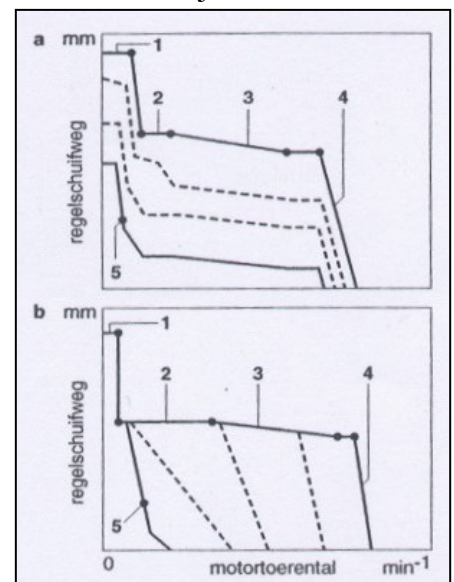 a mm 1
2 3 4
regelschuifweg
5
b mm 1
2 3 4
regelschuifweg
5
0 motortoerental min-1